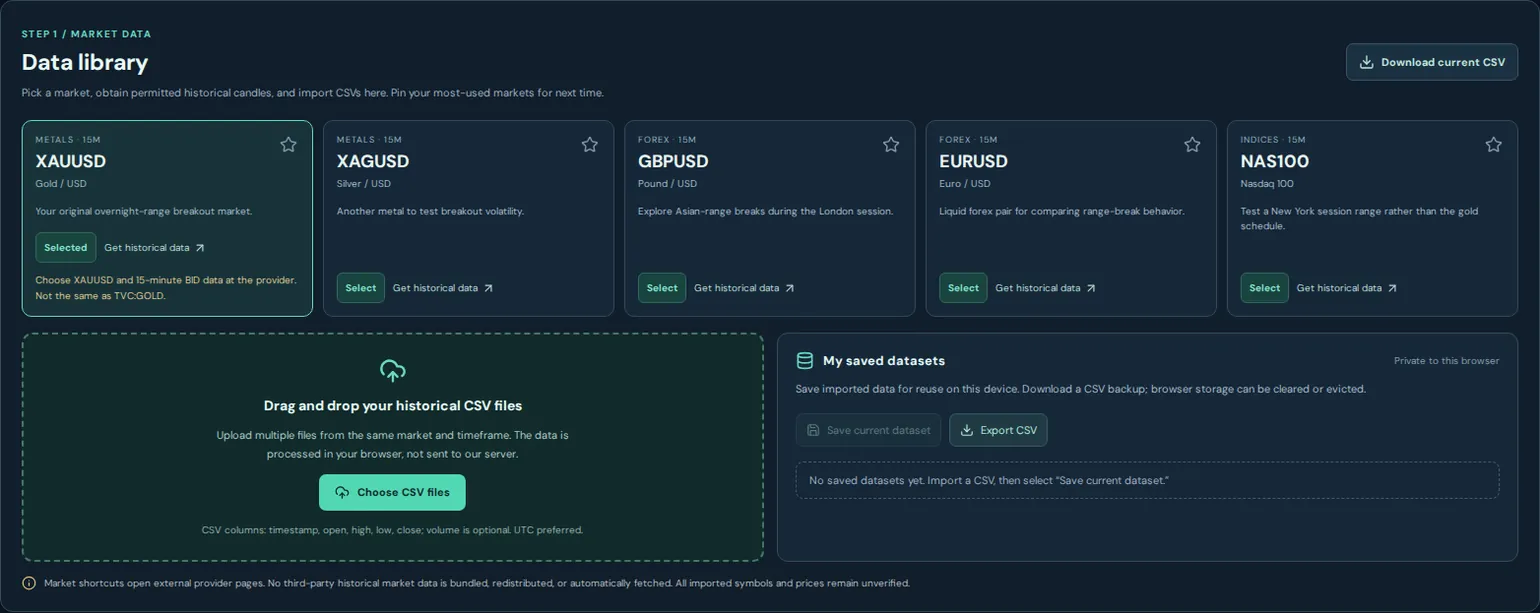 STEP 1 / MARKET DATA
Data library
Pick a market, obtain permitted historical candles, and import CSVs here. Pin your most-used markets for next time.
Download current CSV
METALS · 15M
XAUUSD
Gold / USD
Your original overnight-range breakout market.
Selected
Get historical data
Choose XAUUSD and 15-minute BID data at the provider.
Not the same as TVC:GOLD.
METALS · 15M
XAGUSD
Silver / USD
Another metal to test breakout volatility.
Select
Get historical data
FOREX · 15M
GBPUSD
Pound / USD
Explore Asian-range breaks during the London session.
Select
Get historical data
FOREX · 15M
EURUSD
Euro / USD
Liquid forex pair for comparing range-break behavior.
Select
Get historical data
INDICES · 15M
NAS100
Nasdaq 100
Test a New York session range rather than the gold
schedule.
Select
Get historical data
Drag and drop your historical CSV files
Upload multiple files from the same market and timeframe. The data is
processed in your browser, not sent to our server.
Choose CSV files
CSV columns: timestamp, open, high, low, close; volume is optional. UTC preferred.
My saved datasets
Private to this browser
Save imported data for reuse on this device. Download a CSV backup; browser storage can be cleared or evicted.
Save current dataset
Export CSV
No saved datasets yet. Import a CSV, then select “Save current dataset.”
Market shortcuts open external provider pages. No third-party historical market data is bundled, redistributed, or automatically fetched. All imported symbols and prices remain unverified.